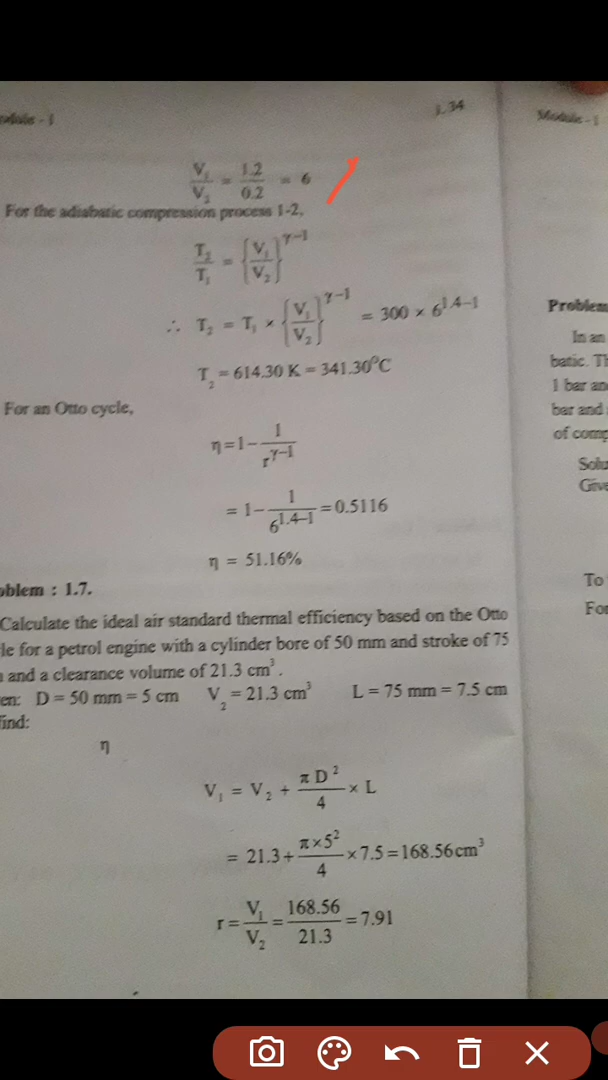 1.34
V₁/V₂ = 1.2/0.2 = 6
For the adiabatic compression process 1-2,
T₂/T₁ = {V₁/V₂}^γ−1
∴ T₂ = T₁ × {V₁/V₂}^γ−1 = 300 × 6^1.4−1
T₂ = 614.30 K = 341.30°C
For an Otto cycle,
η = 1 − 1/r^γ−1
= 1 − 1/6^1.4−1 = 0.5116
η = 51.16%
oblem : 1.7.
Calculate the ideal air standard thermal efficiency based on the Otto
le for a petrol engine with a cylinder bore of 50 mm and stroke of 75
and a clearance volume of 21.3 cm³.
en: D = 50 mm = 5 cm V₂ = 21.3 cm³ L = 75 mm = 7.5 cm
find:
η
V₁ = V₂ + πD²/4 × L
= 21.3 + π×5²/4 × 7.5 = 168.56 cm³
r = V₁/V₂ = 168.56/21.3 = 7.91
Module - 1
Problem
In an
batic. Th
1 bar an
bar and
of comp
Solu
Give
To
For